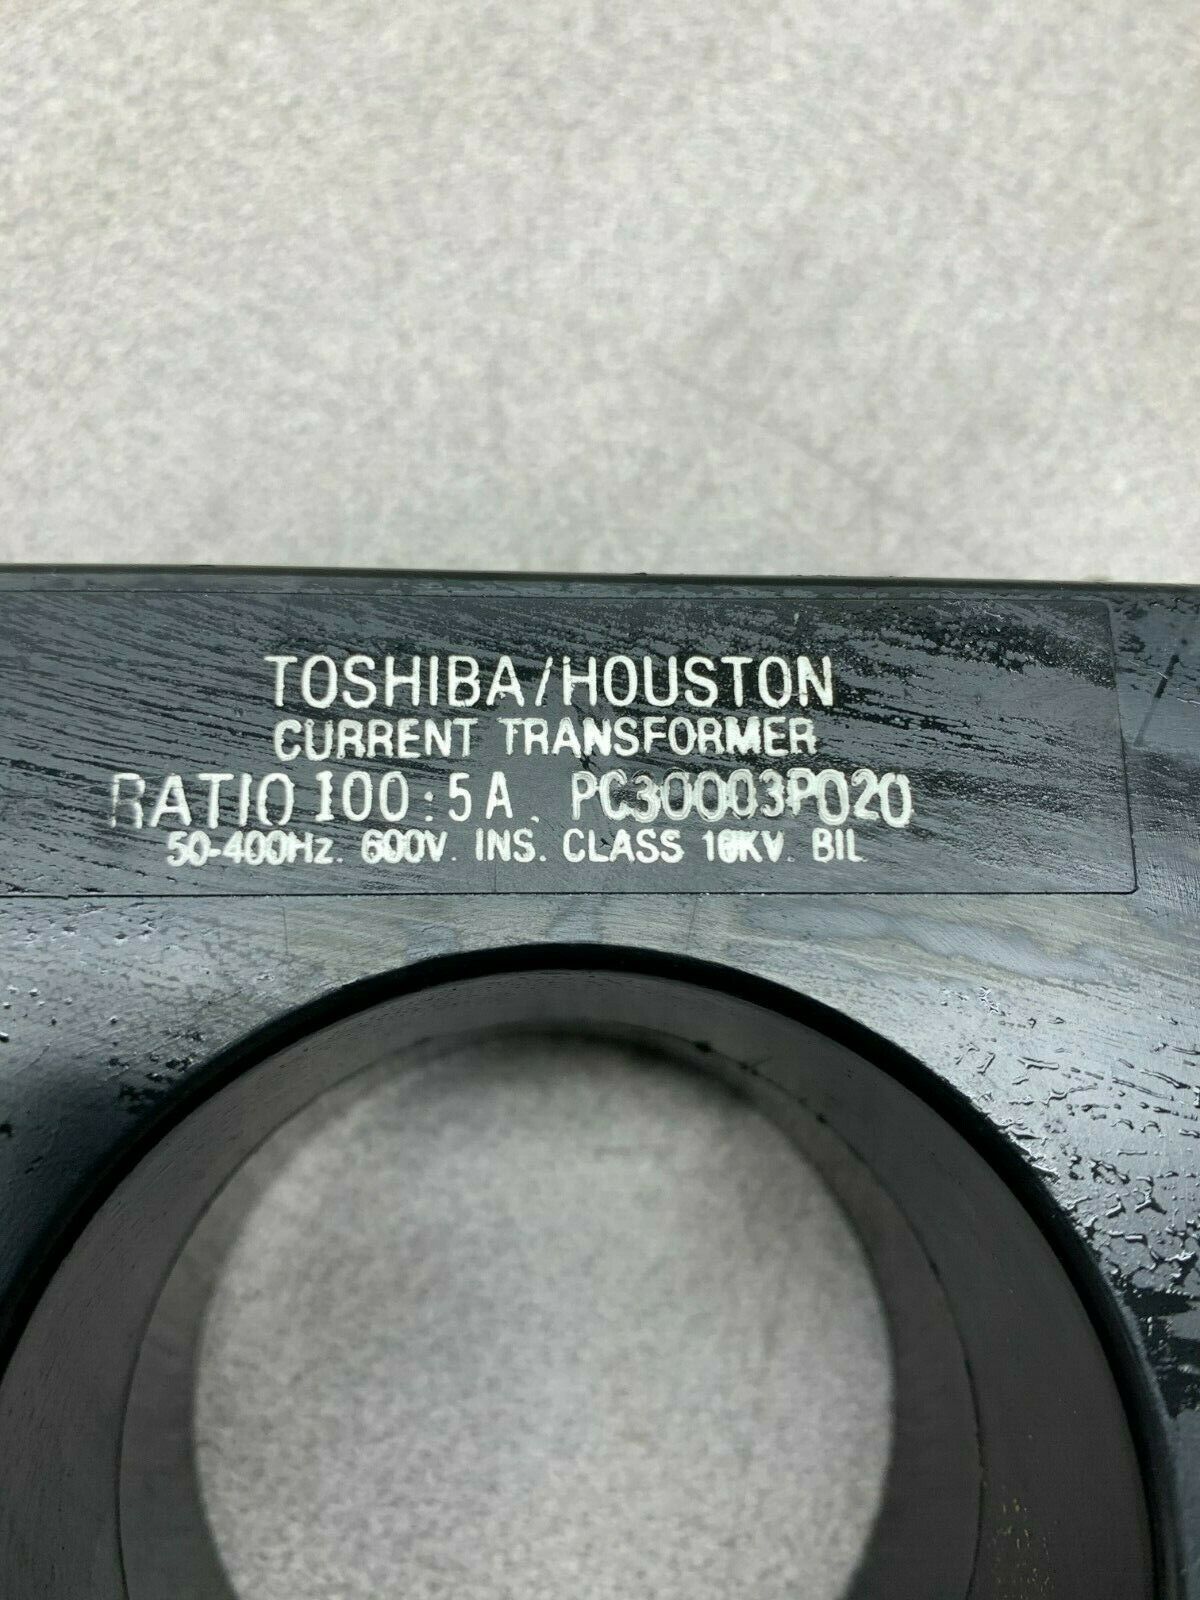 TOSHIBA/HOUSTON
CURRENT TRANSFORMER
RATIO 100:5A. PC30003P020
50-400Hz. 600V. INS. CLASS 10KV. BIL